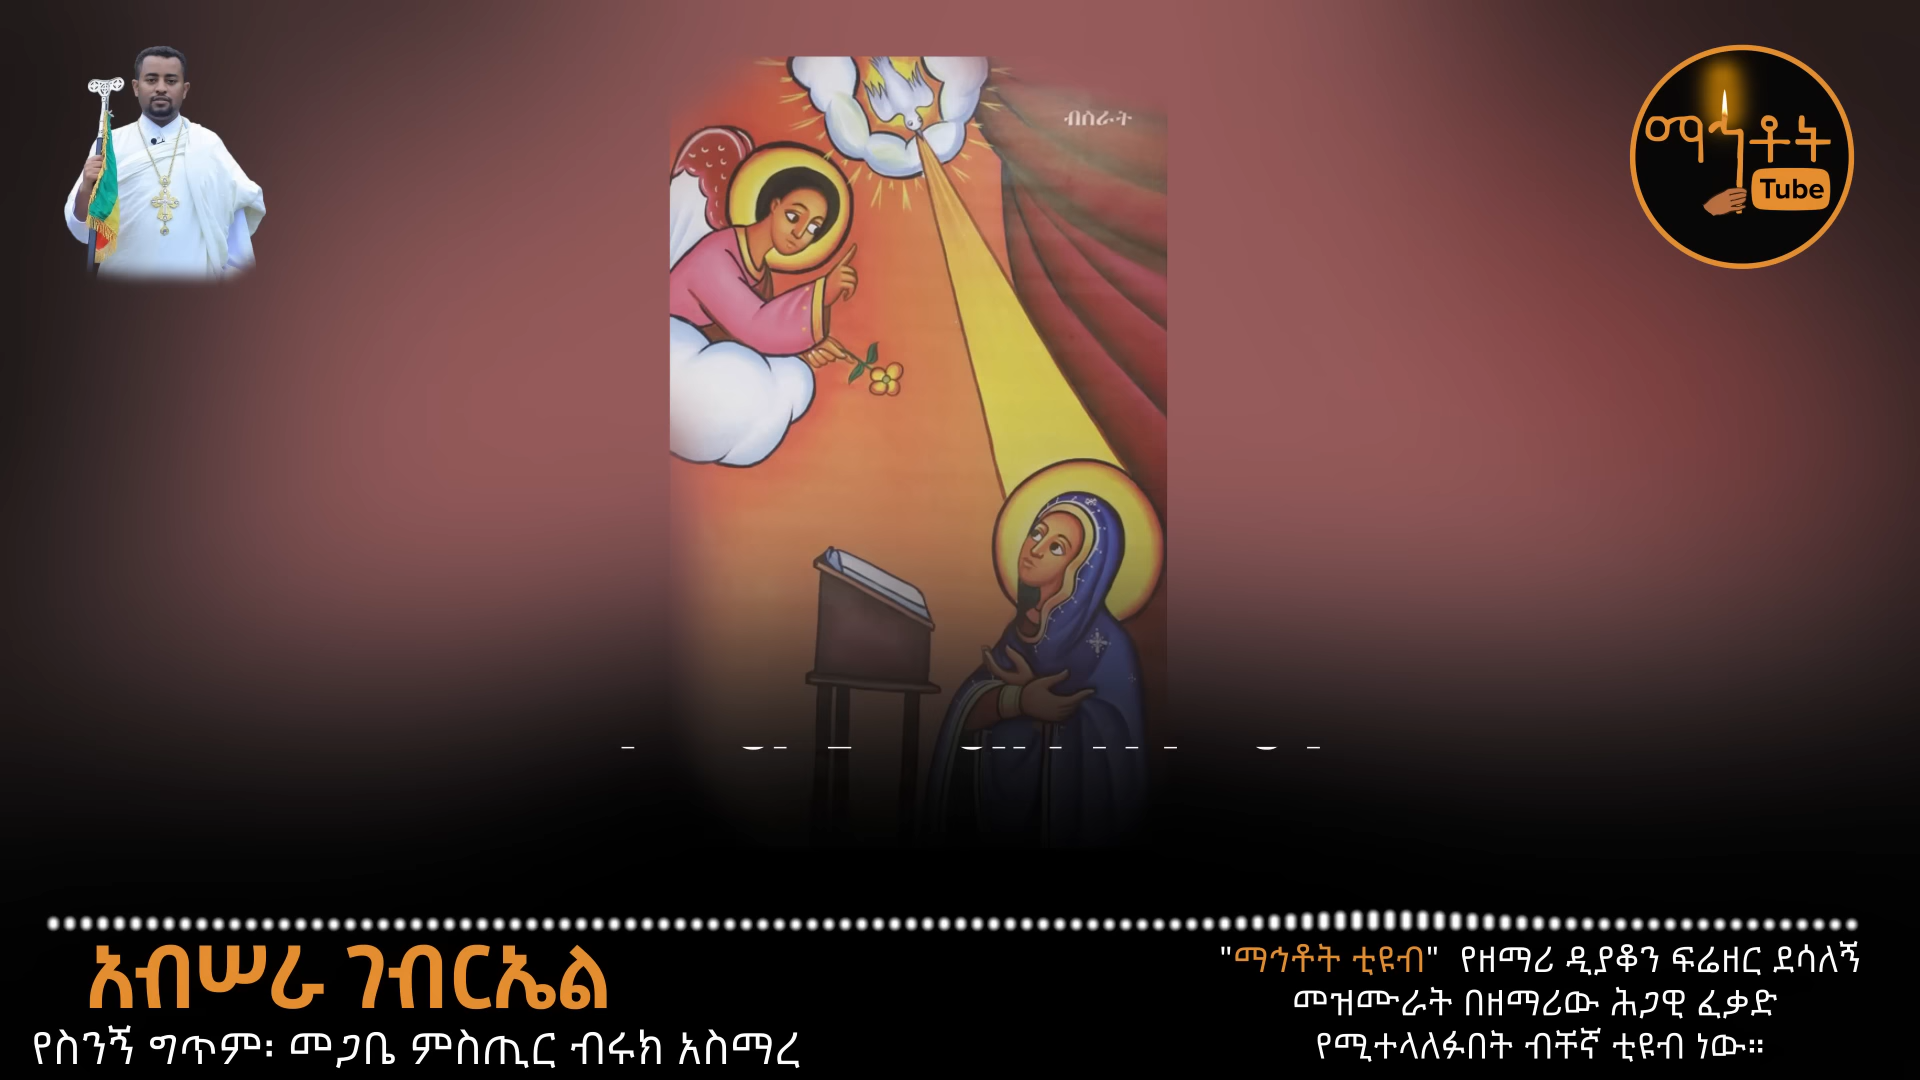 ብስራት
ማኅቶት
Tube
አብሠራ ገብርኤል
የስንኝ ግጥም፡ መጋቤ ምስጢር ብሩክ አስማረ
"ማኅቶት ቲዩብ" የዘማሪ ዲያቆን ፍሬዘር ደሳለኝ
መዝሙራት በዘማሪው ሕጋዊ ፈቃድ
የሚተላለፉበት ብቸኛ ቲዩብ ነው።